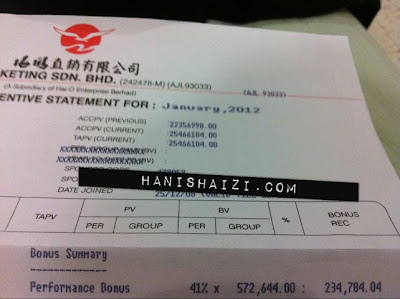 海鷗直銷有限公司
KETING SDN. BHD. (242478-M) (AJL93033)
(A Subsidiary of Hai-O Enterprise Berhad) (AJL 93033)
ENTIVE STATEMENT FOR : January,2012
ACCPV (PREVIOUS) 22356998.00
ACCPV (CURRENT) 25466104.00
TAPV (CURRENT) 25466104.00
HANISHAIZI.COM
DATE JOINED
TAPV PV BV % BONUS REC
PER GROUP PER GROUP
Bonus Summary
Performance Bonus 41% x 572,644.00 : 234,784.04